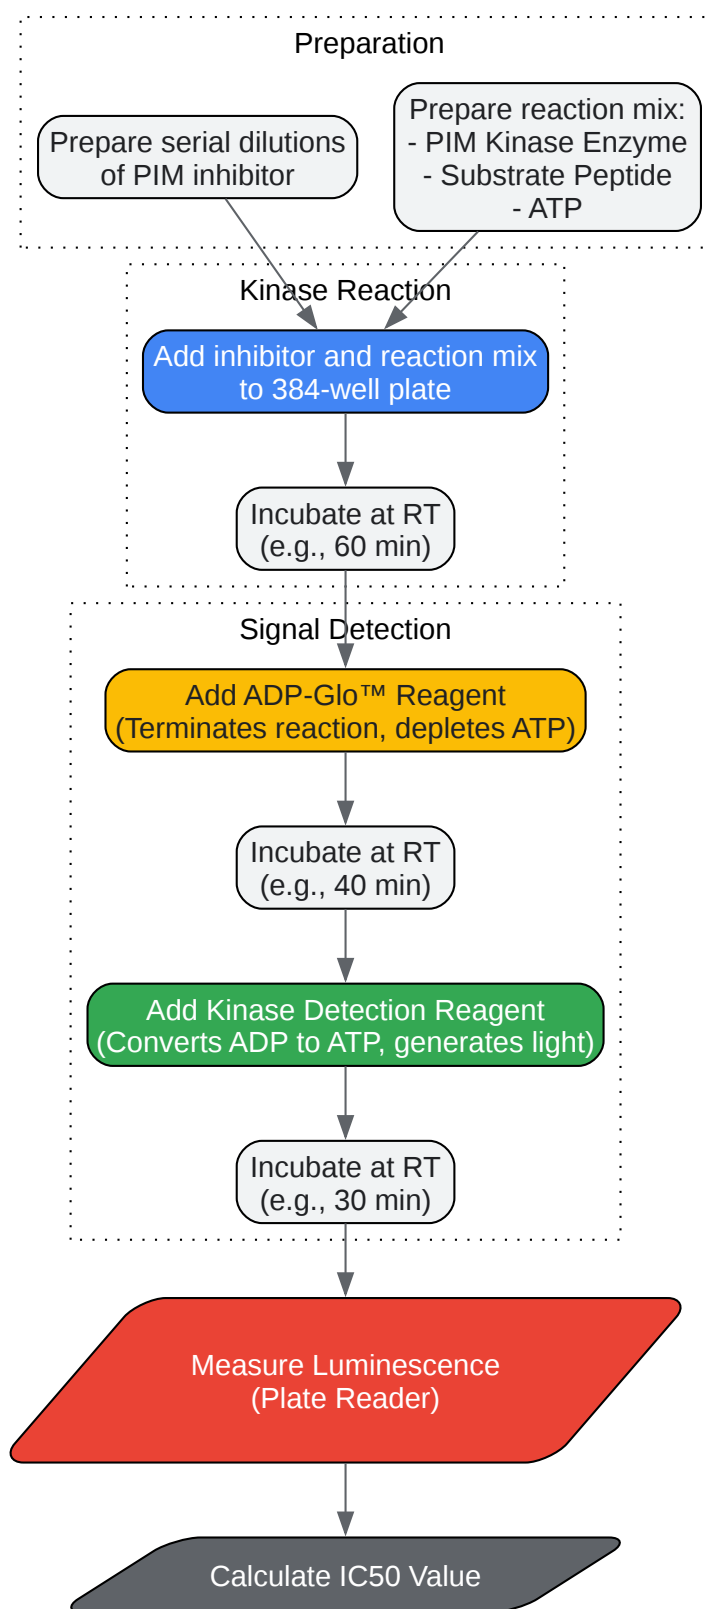 Preparation
Prepare serial dilutions
of PIM inhibitor
Prepare reaction mix:
- PIM Kinase Enzyme
- Substrate Peptide
- ATP
Kinase Reaction
Add inhibitor and reaction mix
to 384-well plate
Incubate at RT
(e.g., 60 min)
Signal Detection
Add ADP-Glo™ Reagent
(Terminates reaction, depletes ATP)
Incubate at RT
(e.g., 40 min)
Add Kinase Detection Reagent
(Converts ADP to ATP, generates light)
Incubate at RT
(e.g., 30 min)
Measure Luminescence
(Plate Reader)
Calculate IC50 Value